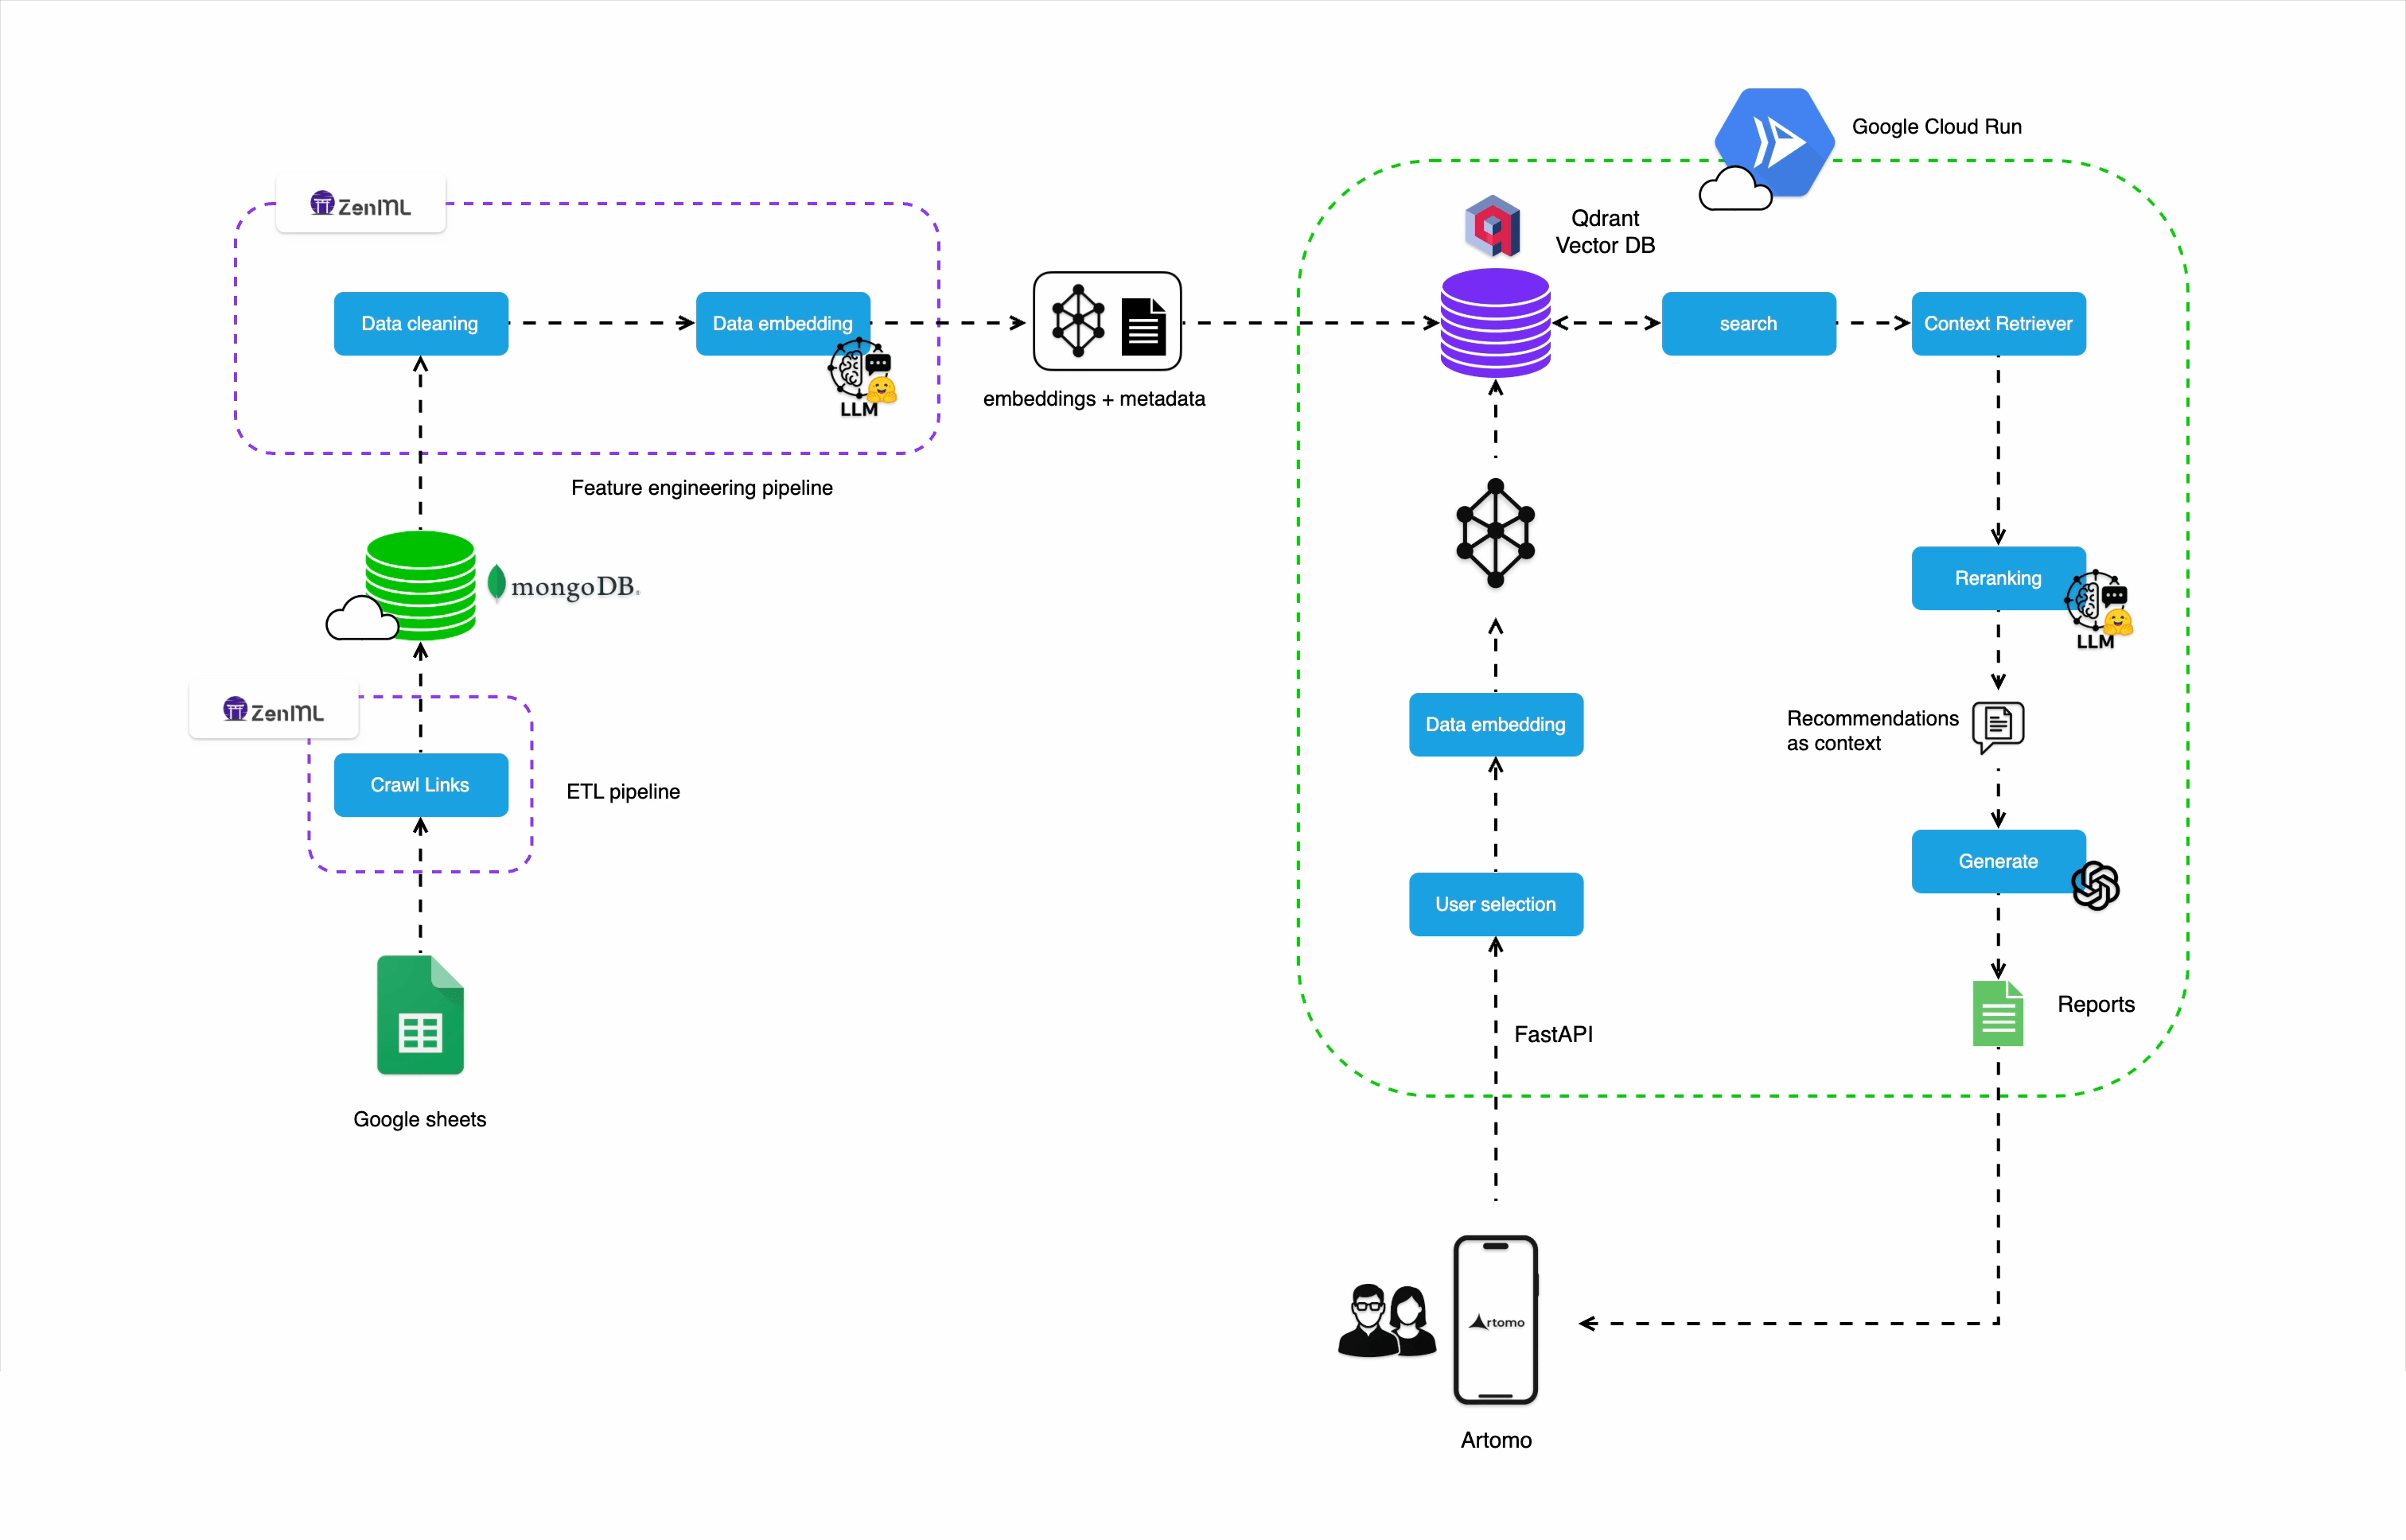 Google Cloud Run
ZenML
Qdrant
Vector DB
Data cleaning
Data embedding
search
Context Retriever
LLM
embeddings + metadata
Feature engineering pipeline
mongoDB.
Reranking
LLM
ZenML
Recommendations
as context
Data embedding
Crawl Links
ETL pipeline
Generate
User selection
Reports
FastAPI
Google sheets
rtomo
Artomo